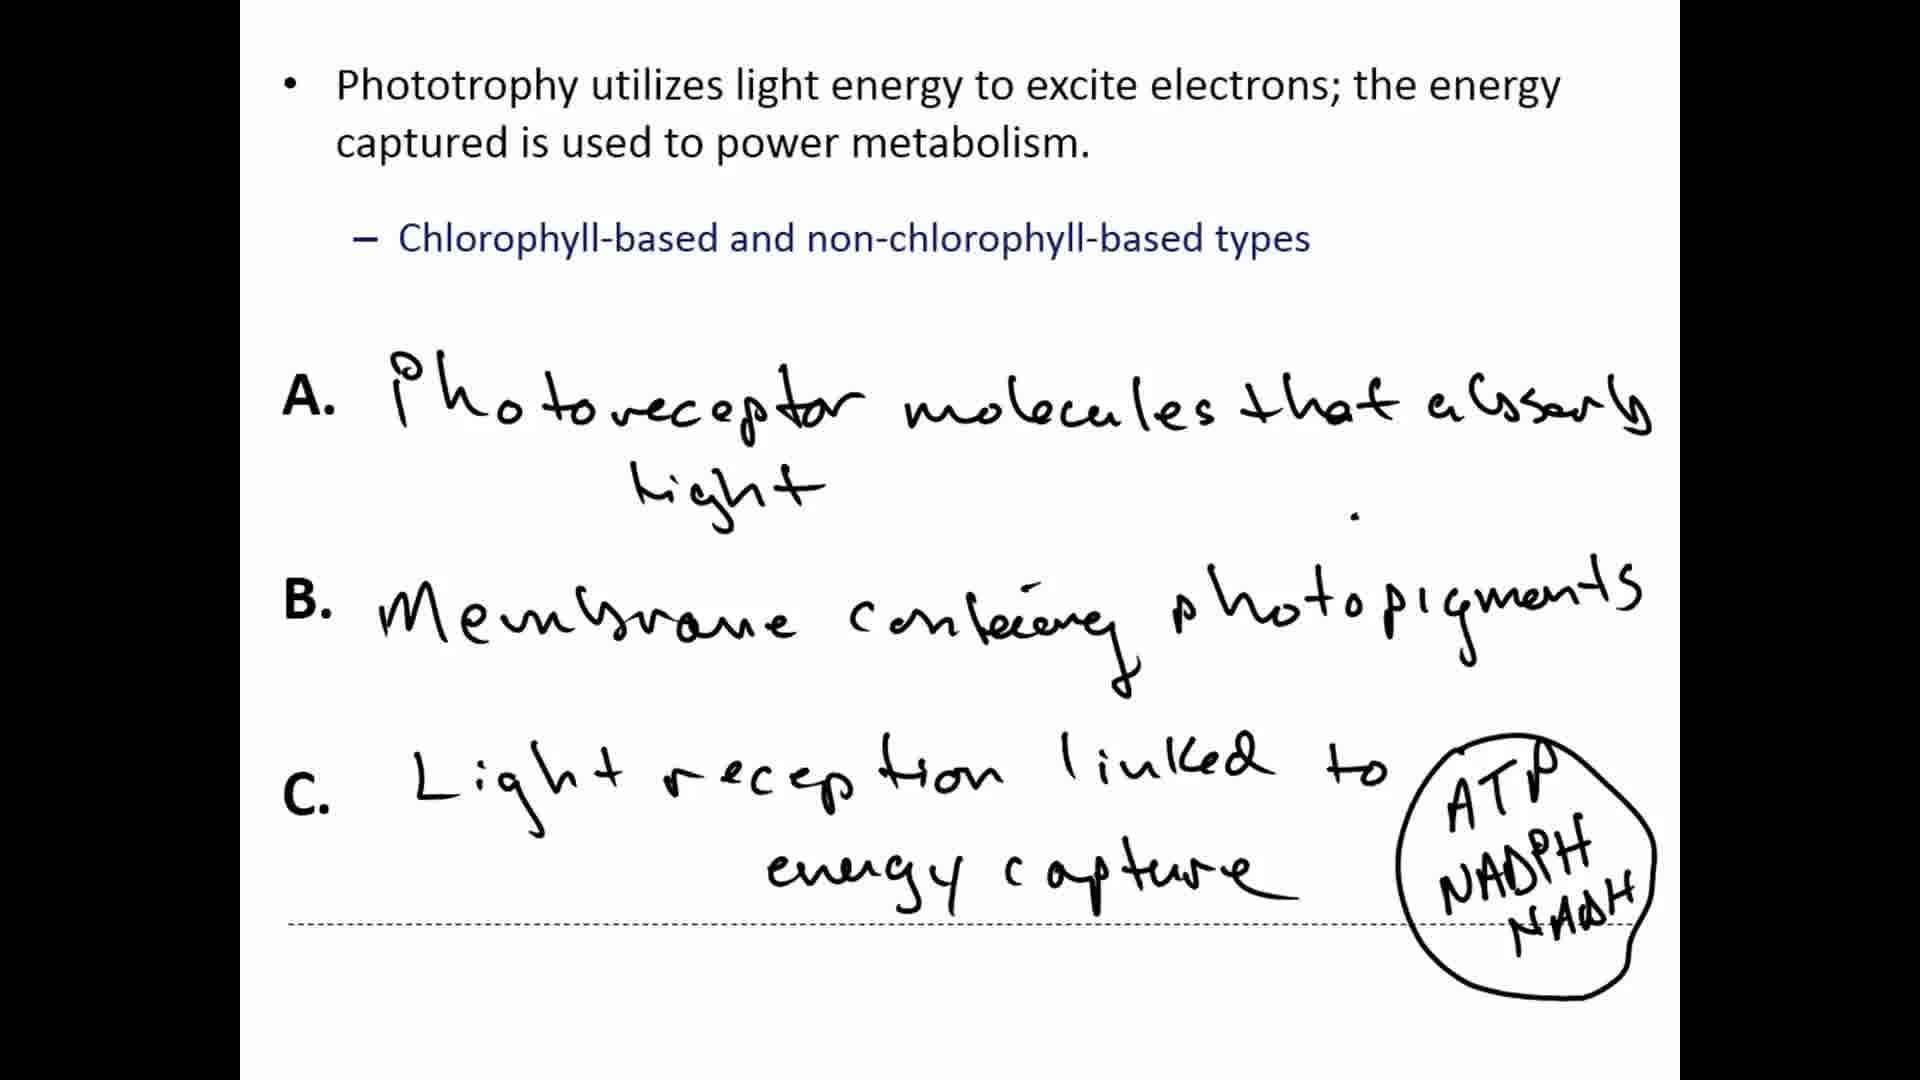 • Phototrophy utilizes light energy to excite electrons; the energy
captured is used to power metabolism.
– Chlorophyll-based and non-chlorophyll-based types
A. Photoreceptor molecules that absorb
light
B. Membrane containing photopigments
C. Light reception linked to
energy capture
ATP
NADPH
NADH